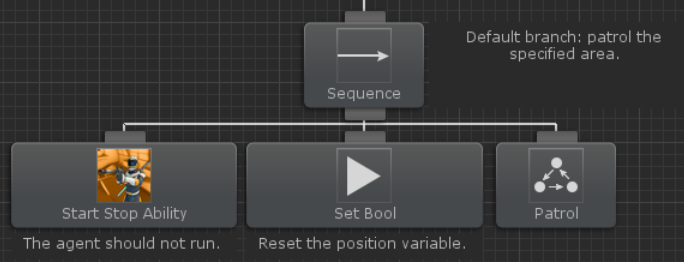 Default branch: patrol the
specified area.
Sequence
Start Stop Ability
Set Bool
Patrol
The agent should not run.
Reset the position variable.